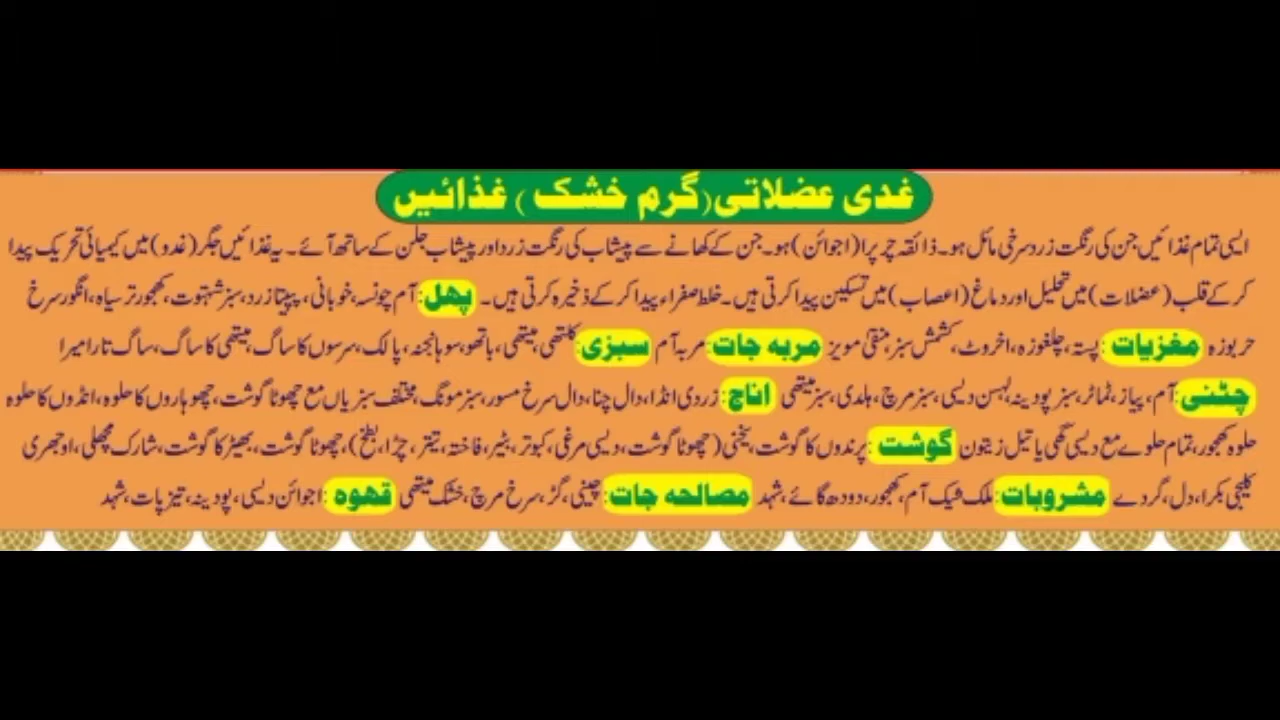 غدی عضلاتی (گرم خشک) غذائیں
ایسی تمام غذائیں جن کی رنگت زرد سرخی مائل ہو۔ ذائقہ چرپرا (اجوائن) ہو۔ جن کے کھانے سے پیشاب کی رنگت زرد اور پیشاب جلن کے ساتھ آئے۔ یہ غذائیں جگر (غدد) میں کیمیائی تحریک پیدا
کر کے قلب (عضلات) میں تحلیل اور دماغ (اعصاب) میں تسکین پیدا کرتی ہیں۔ خلط صفراء پیدا کر کے ذخیرہ کرتی ہیں۔ پھل: آم چونسہ، خوبانی، پپیتا زرد، سبز شہتوت، کھجور تر سیاہ، انگور سرخ
خربوزہ مغزیات: پستہ، چلغوزہ، اخروٹ، کشمش سبز، منقیٰ مویز مربہ جات: مربہ آم سبزی: کلتھی، میتھی، باتھو، سوہانجنہ، پالک، سرسوں کا ساگ، میتھی کا ساگ، ساگ تارا میرا
چٹنی: آم، پیاز، ٹماٹر، سبز پودینہ، لہسن دیسی، سبز مرچ، ہلدی، سبز میتھی اناج: زردی انڈا، دال چنا، دال سرخ مسور، سبز مونگ، مختلف سبزیاں مع چھوٹا گوشت، چھوہاروں کا حلوہ، انڈوں کا حلوہ
حلوہ کھجور، تمام حلوے مع دیسی گھی یا تیل زیتون گوشت: پرندوں کا گوشت، یخنی (چھوٹا گوشت، دیسی مرغی، کبوتر، بٹیر، فاختہ، تیتر، چڑا، بطخ)، چھوٹا گوشت، بھیڑ کا گوشت، شارک مچھلی، اوجھری
کلیجی بکرا، دل، گردے مشروبات: ملک شیک آم، کھجور، دودھ گائے، شہد مصالحہ جات: چینی، گڑ، سرخ مرچ، خشک میتھی قہوہ: اجوائن دیسی، پودینہ، تیز پات، شہد